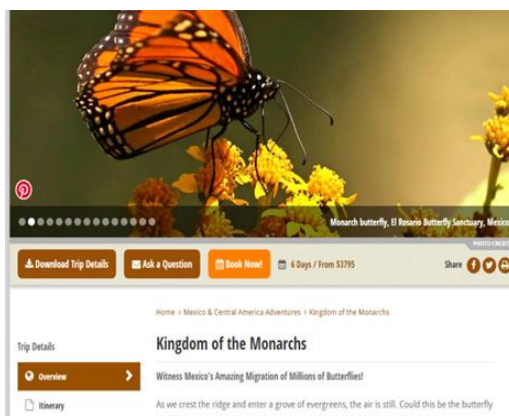 Monarch butterfly, El Rosario Butterfly Sanctuary, Mexico
PHOTO CREDIT
Download Trip Details
Ask a Question
Book Now!
6 Days / From $3795
Share
Home > Mexico & Central America Adventures > Kingdom of the Monarchs
Trip Details
Kingdom of the Monarchs
Overview
Witness Mexico's Amazing Migration of Millions of Butterflies!
Itinerary
As we crest the ridge and enter a grove of evergreens, the air is still. Could this be the butterfly